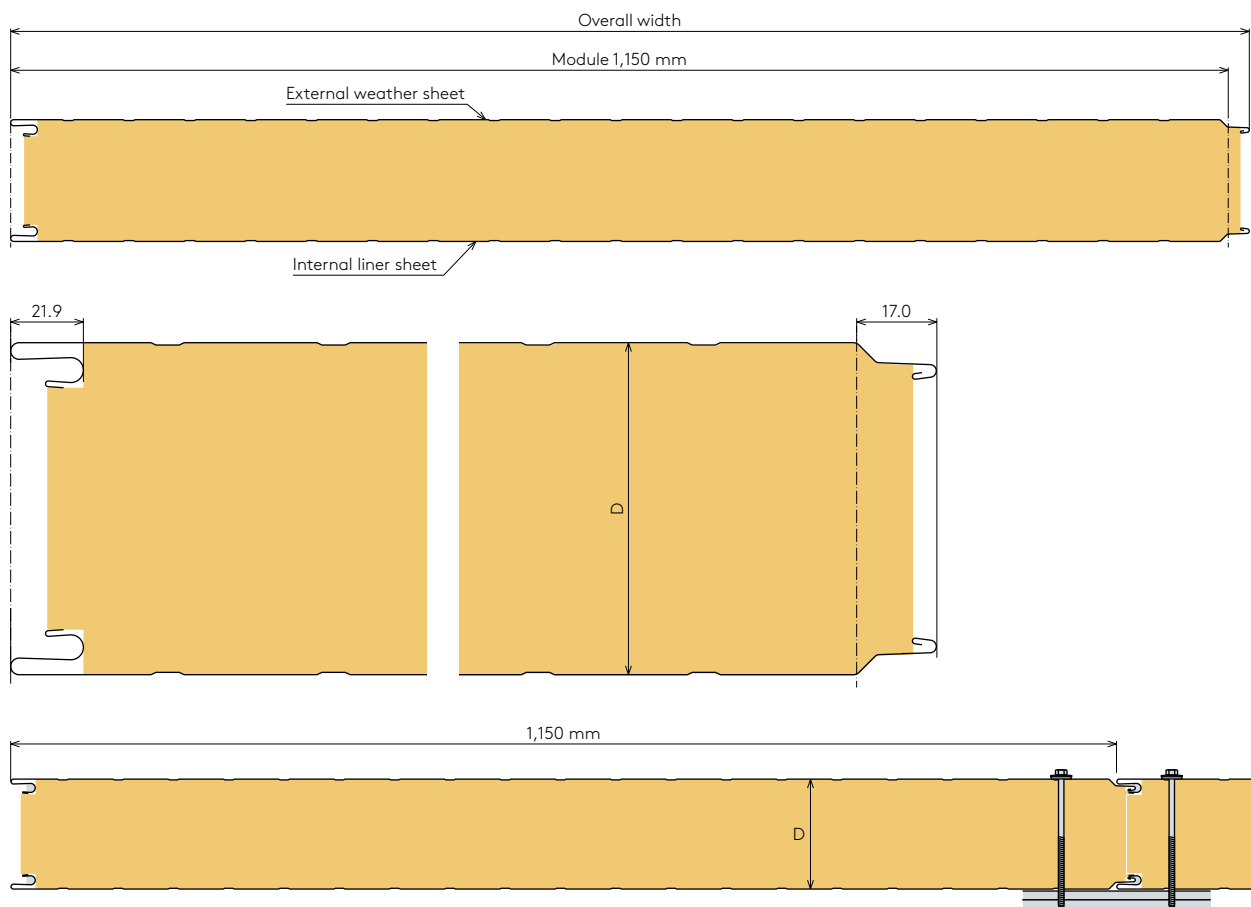 Overall width
Module 1,150 mm
External weather sheet
Internal liner sheet
21.9
17.0
D
1,150 mm
D